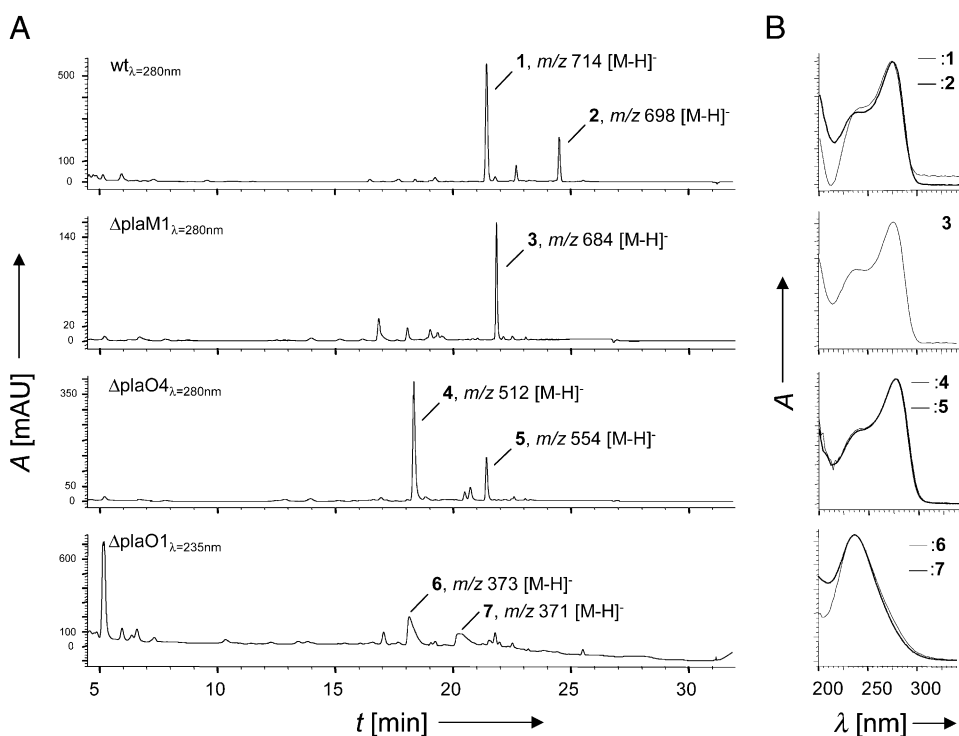 A
B
wtλ=280nm
500
100
0
1, m/z 714 [M-H]-
2, m/z 698 [M-H]-
:1
:2
ΔplaM1λ=280nm
140
20
0
3, m/z 684 [M-H]-
3
ΔplaO4λ=280nm
350
50
0
4, m/z 512 [M-H]-
5, m/z 554 [M-H]-
:4
:5
ΔplaO1λ=235nm
600
100
0
6, m/z 373 [M-H]-
7, m/z 371 [M-H]-
:6
:7
A [mAU]
A
5 10 15 20 25 30
200 250 300
t [min]
λ [nm]